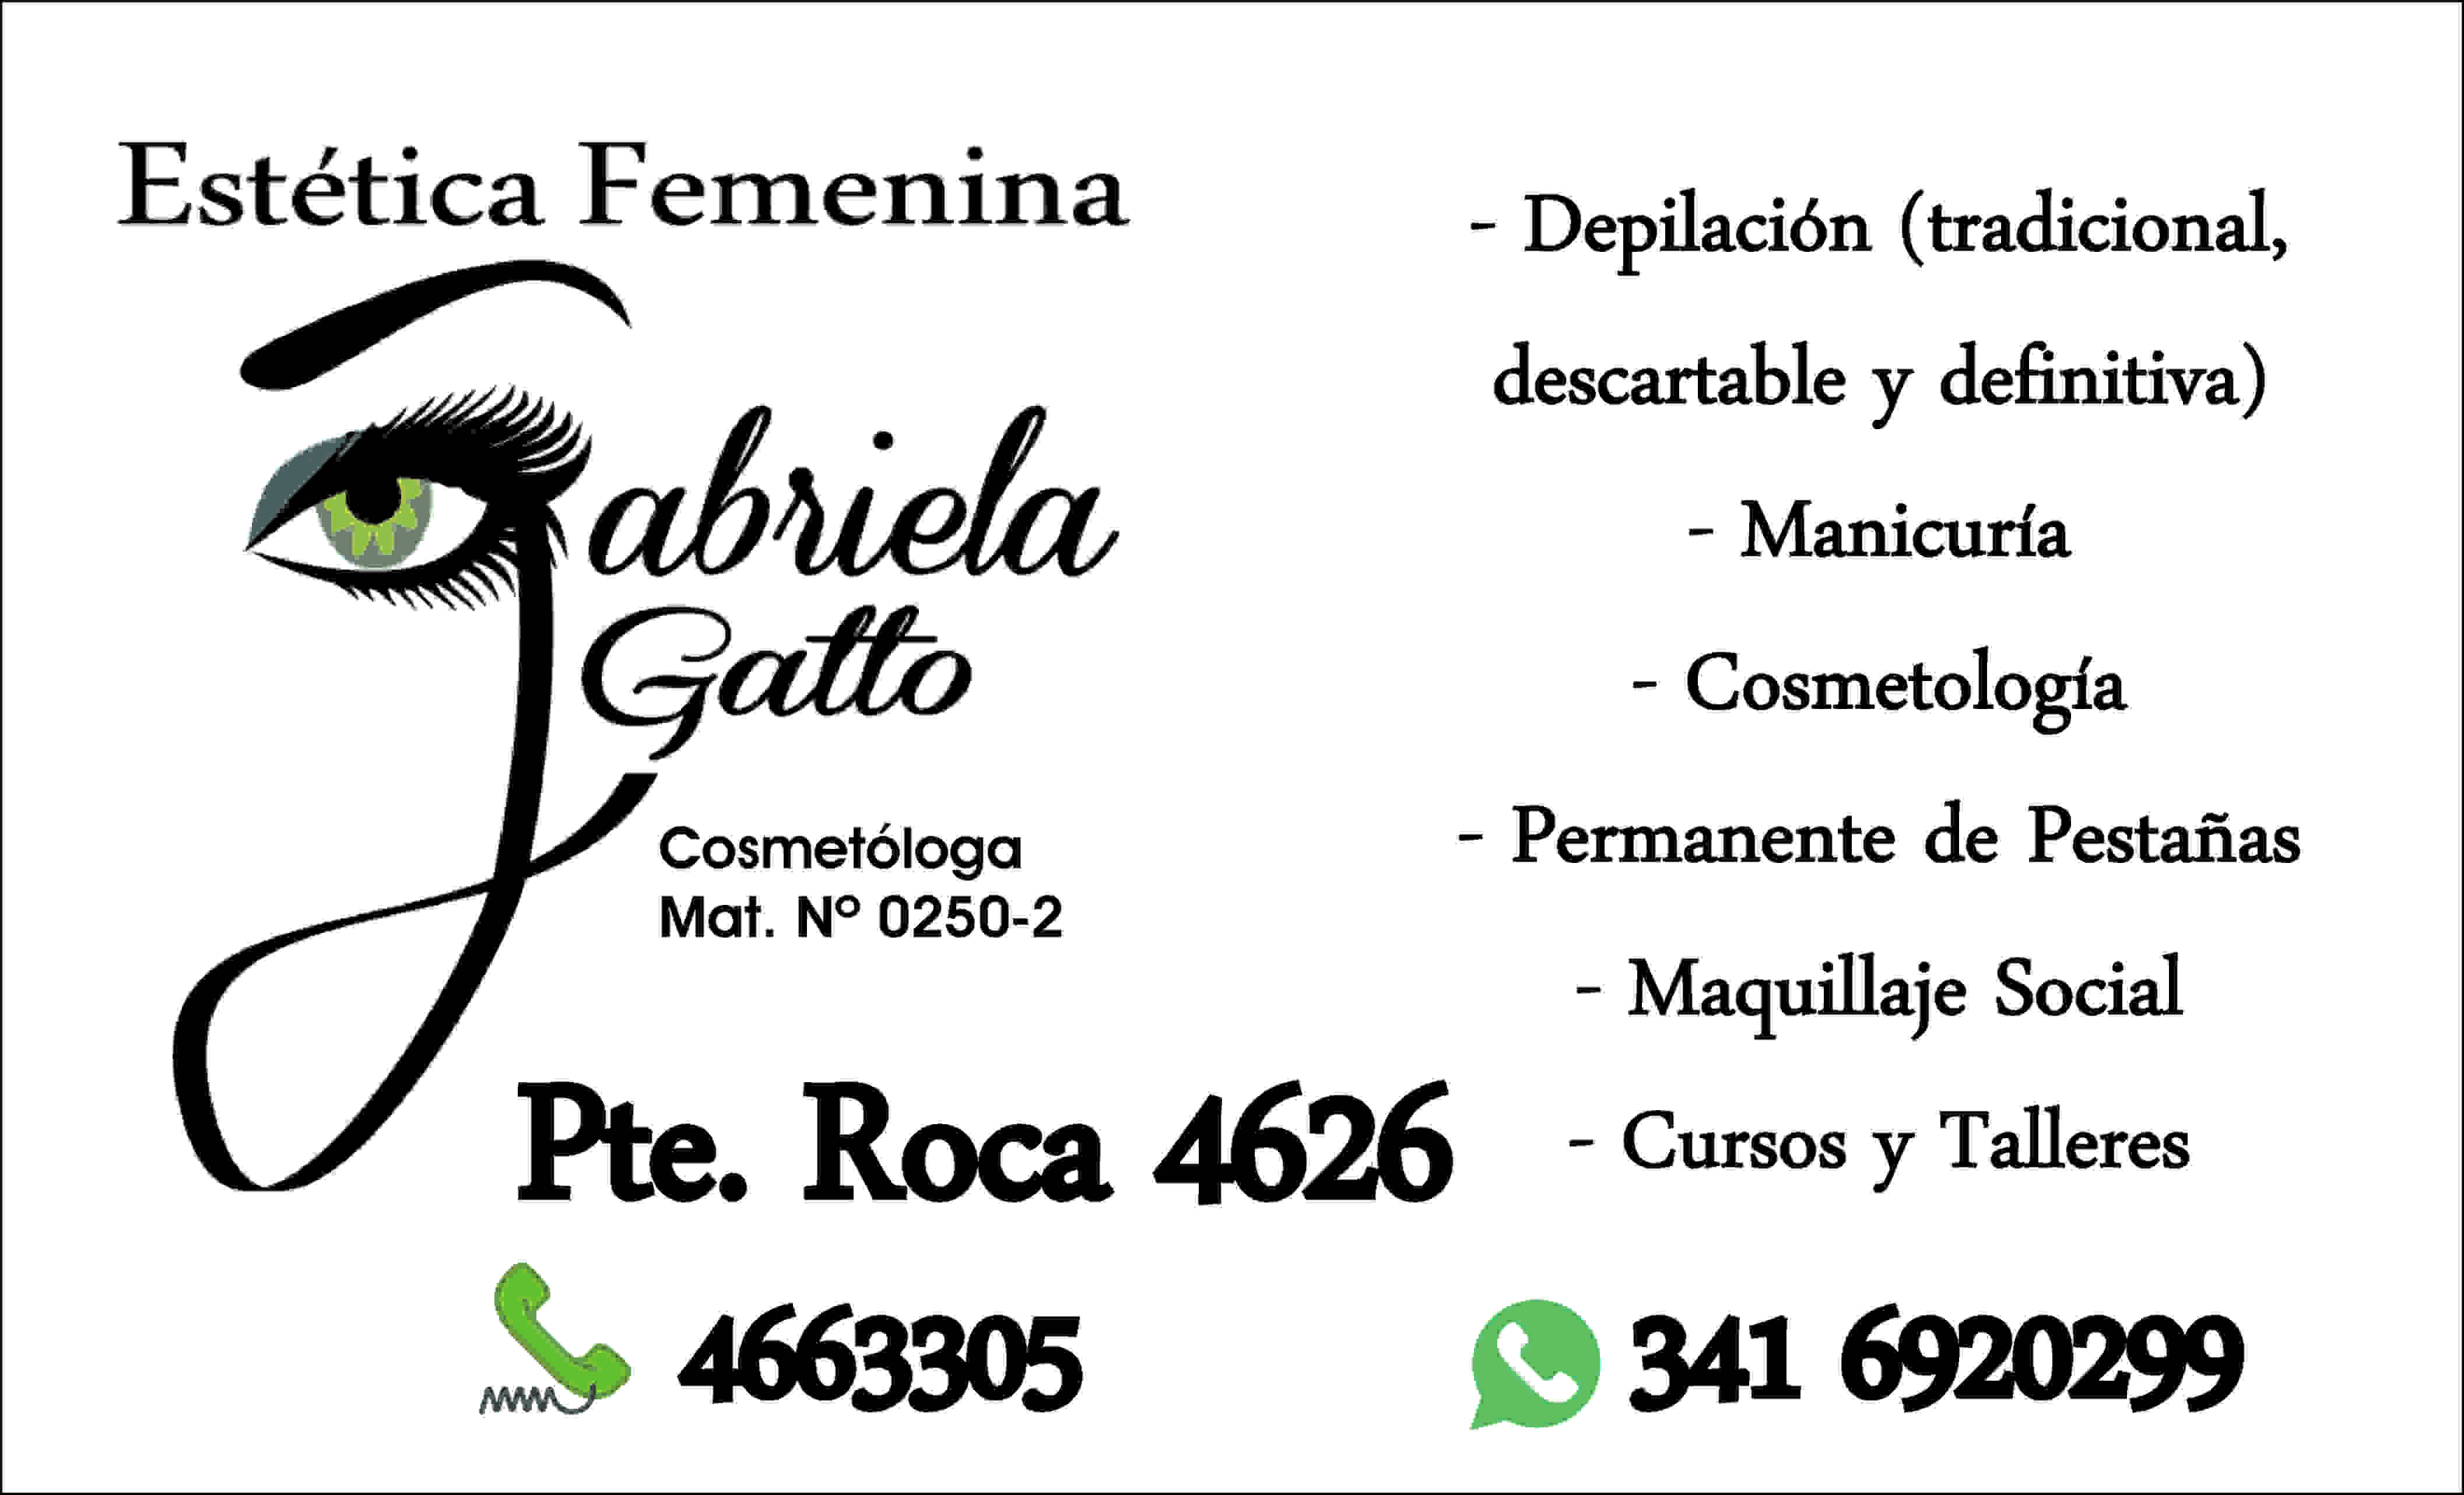 Estética Femenina
Gabriela
Gatto
Cosmetóloga
Mat. Nº 0250-2
- Depilación (tradicional,
descartable y definitiva)
- Manicuría
- Cosmetología
- Permanente de Pestañas
- Maquillaje Social
- Cursos y Talleres
Pte. Roca 4626
4663305
341 6920299